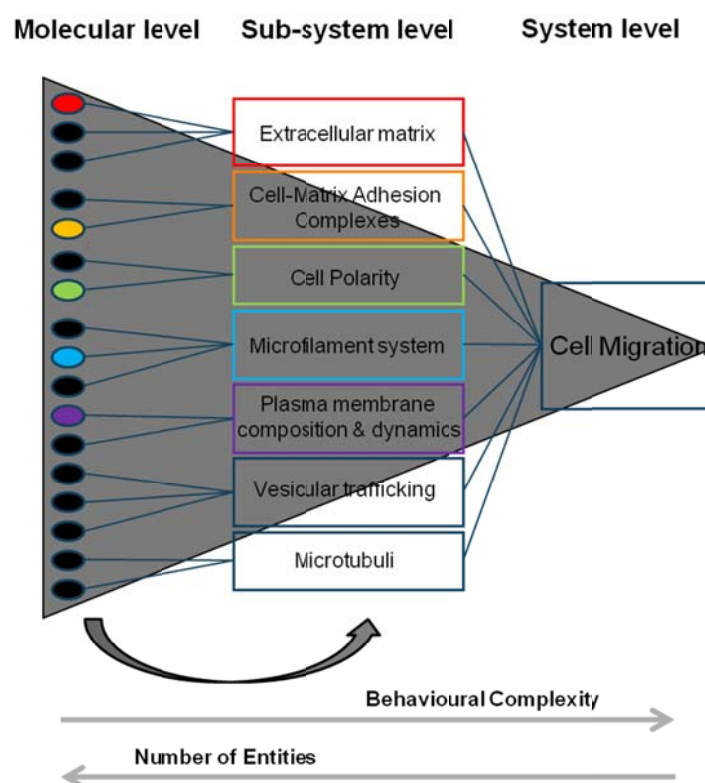 Molecular level
Sub-system level
System level
Extracellular matrix
Cell-Matrix Adhesion
Complexes
Cell Polarity
Microfilament system
Cell Migration
Plasma membrane
composition & dynamics
Vesicular trafficking
Microtubuli
Behavioural Complexity
Number of Entities